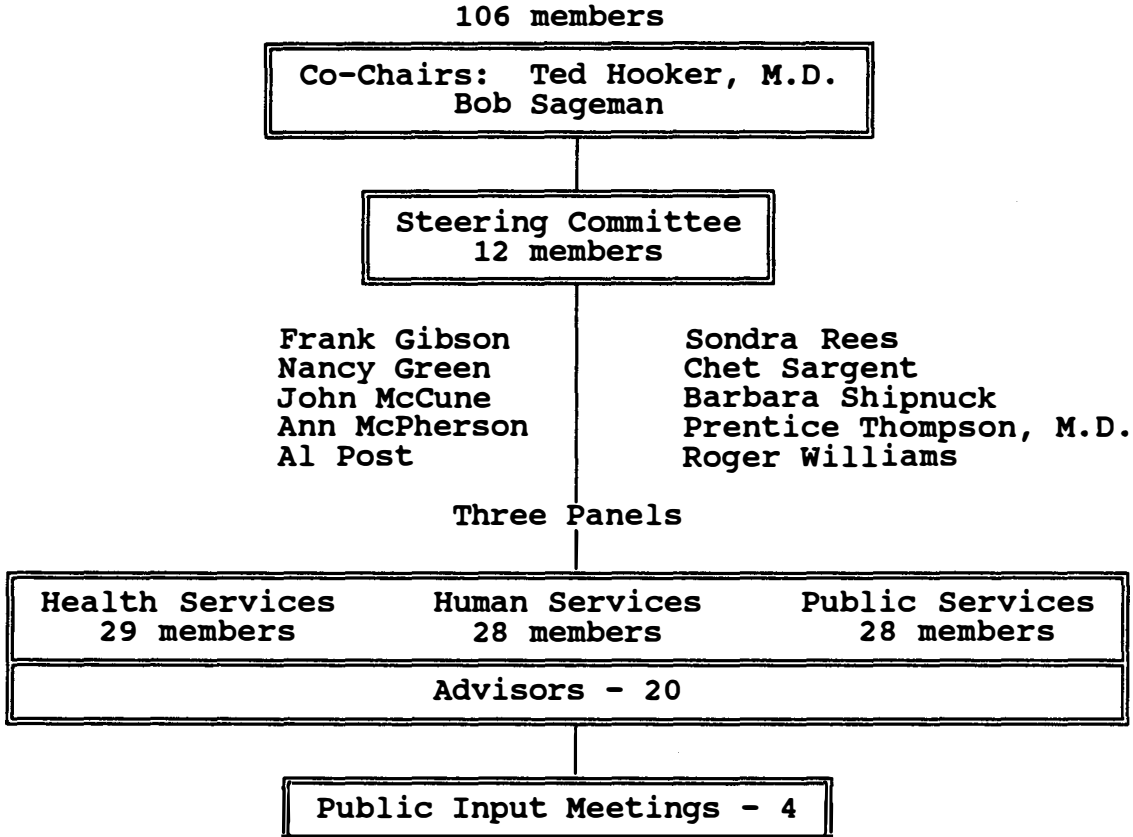 106 members
Co-Chairs: Ted Hooker, M.D.
Bob Sageman
Steering Committee
12 members
Frank Gibson
Nancy Green
John McCune
Ann McPherson
Al Post
Sondra Rees
Chet Sargent
Barbara Shipnuck
Prentice Thompson, M.D.
Roger Williams
Three Panels
Health Services
29 members
Human Services
28 members
Public Services
28 members
Advisors - 20
Public Input Meetings - 4